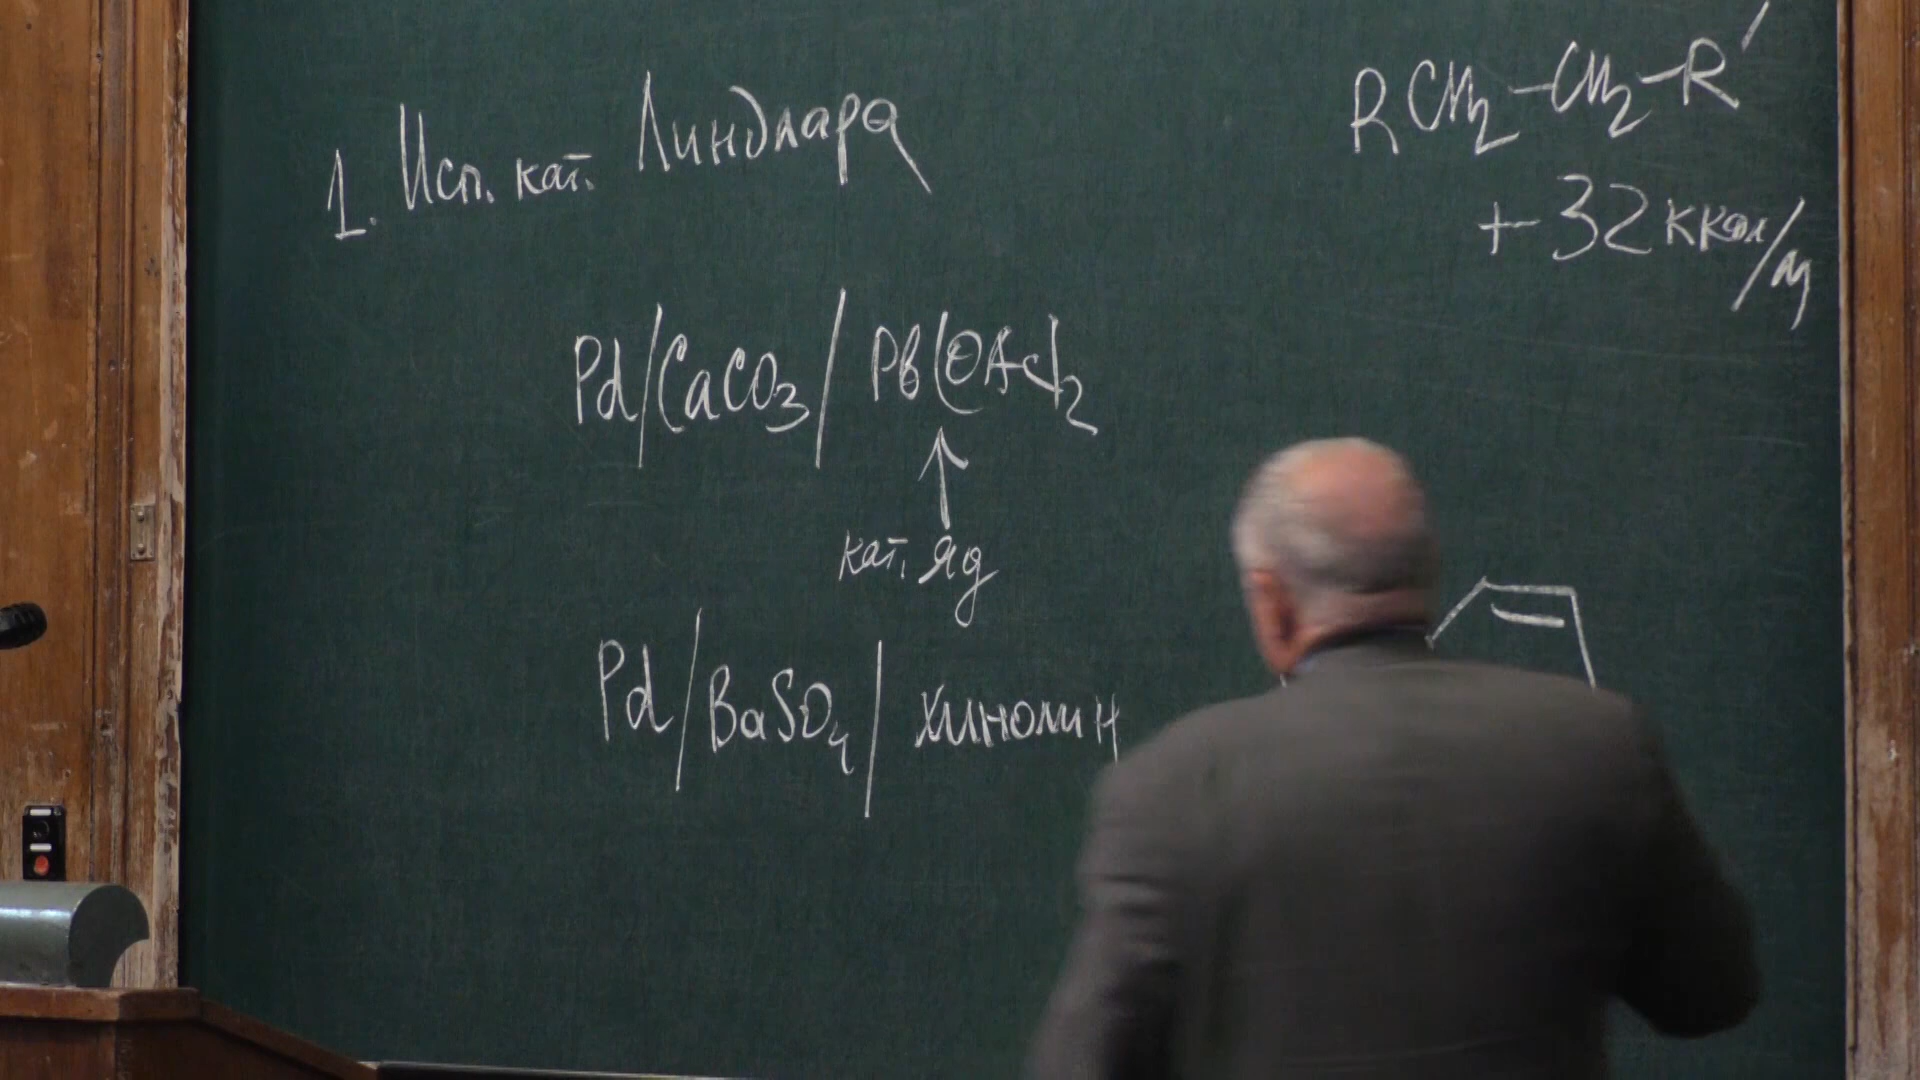 1. Исп. кат. Линдлара
RCH₂-CH₂-R′
+32 ккал/м
Pd/CaCO₃/Pb(OAc)₂
↑
кат. яд
Pd/BaSO₄/хинолин